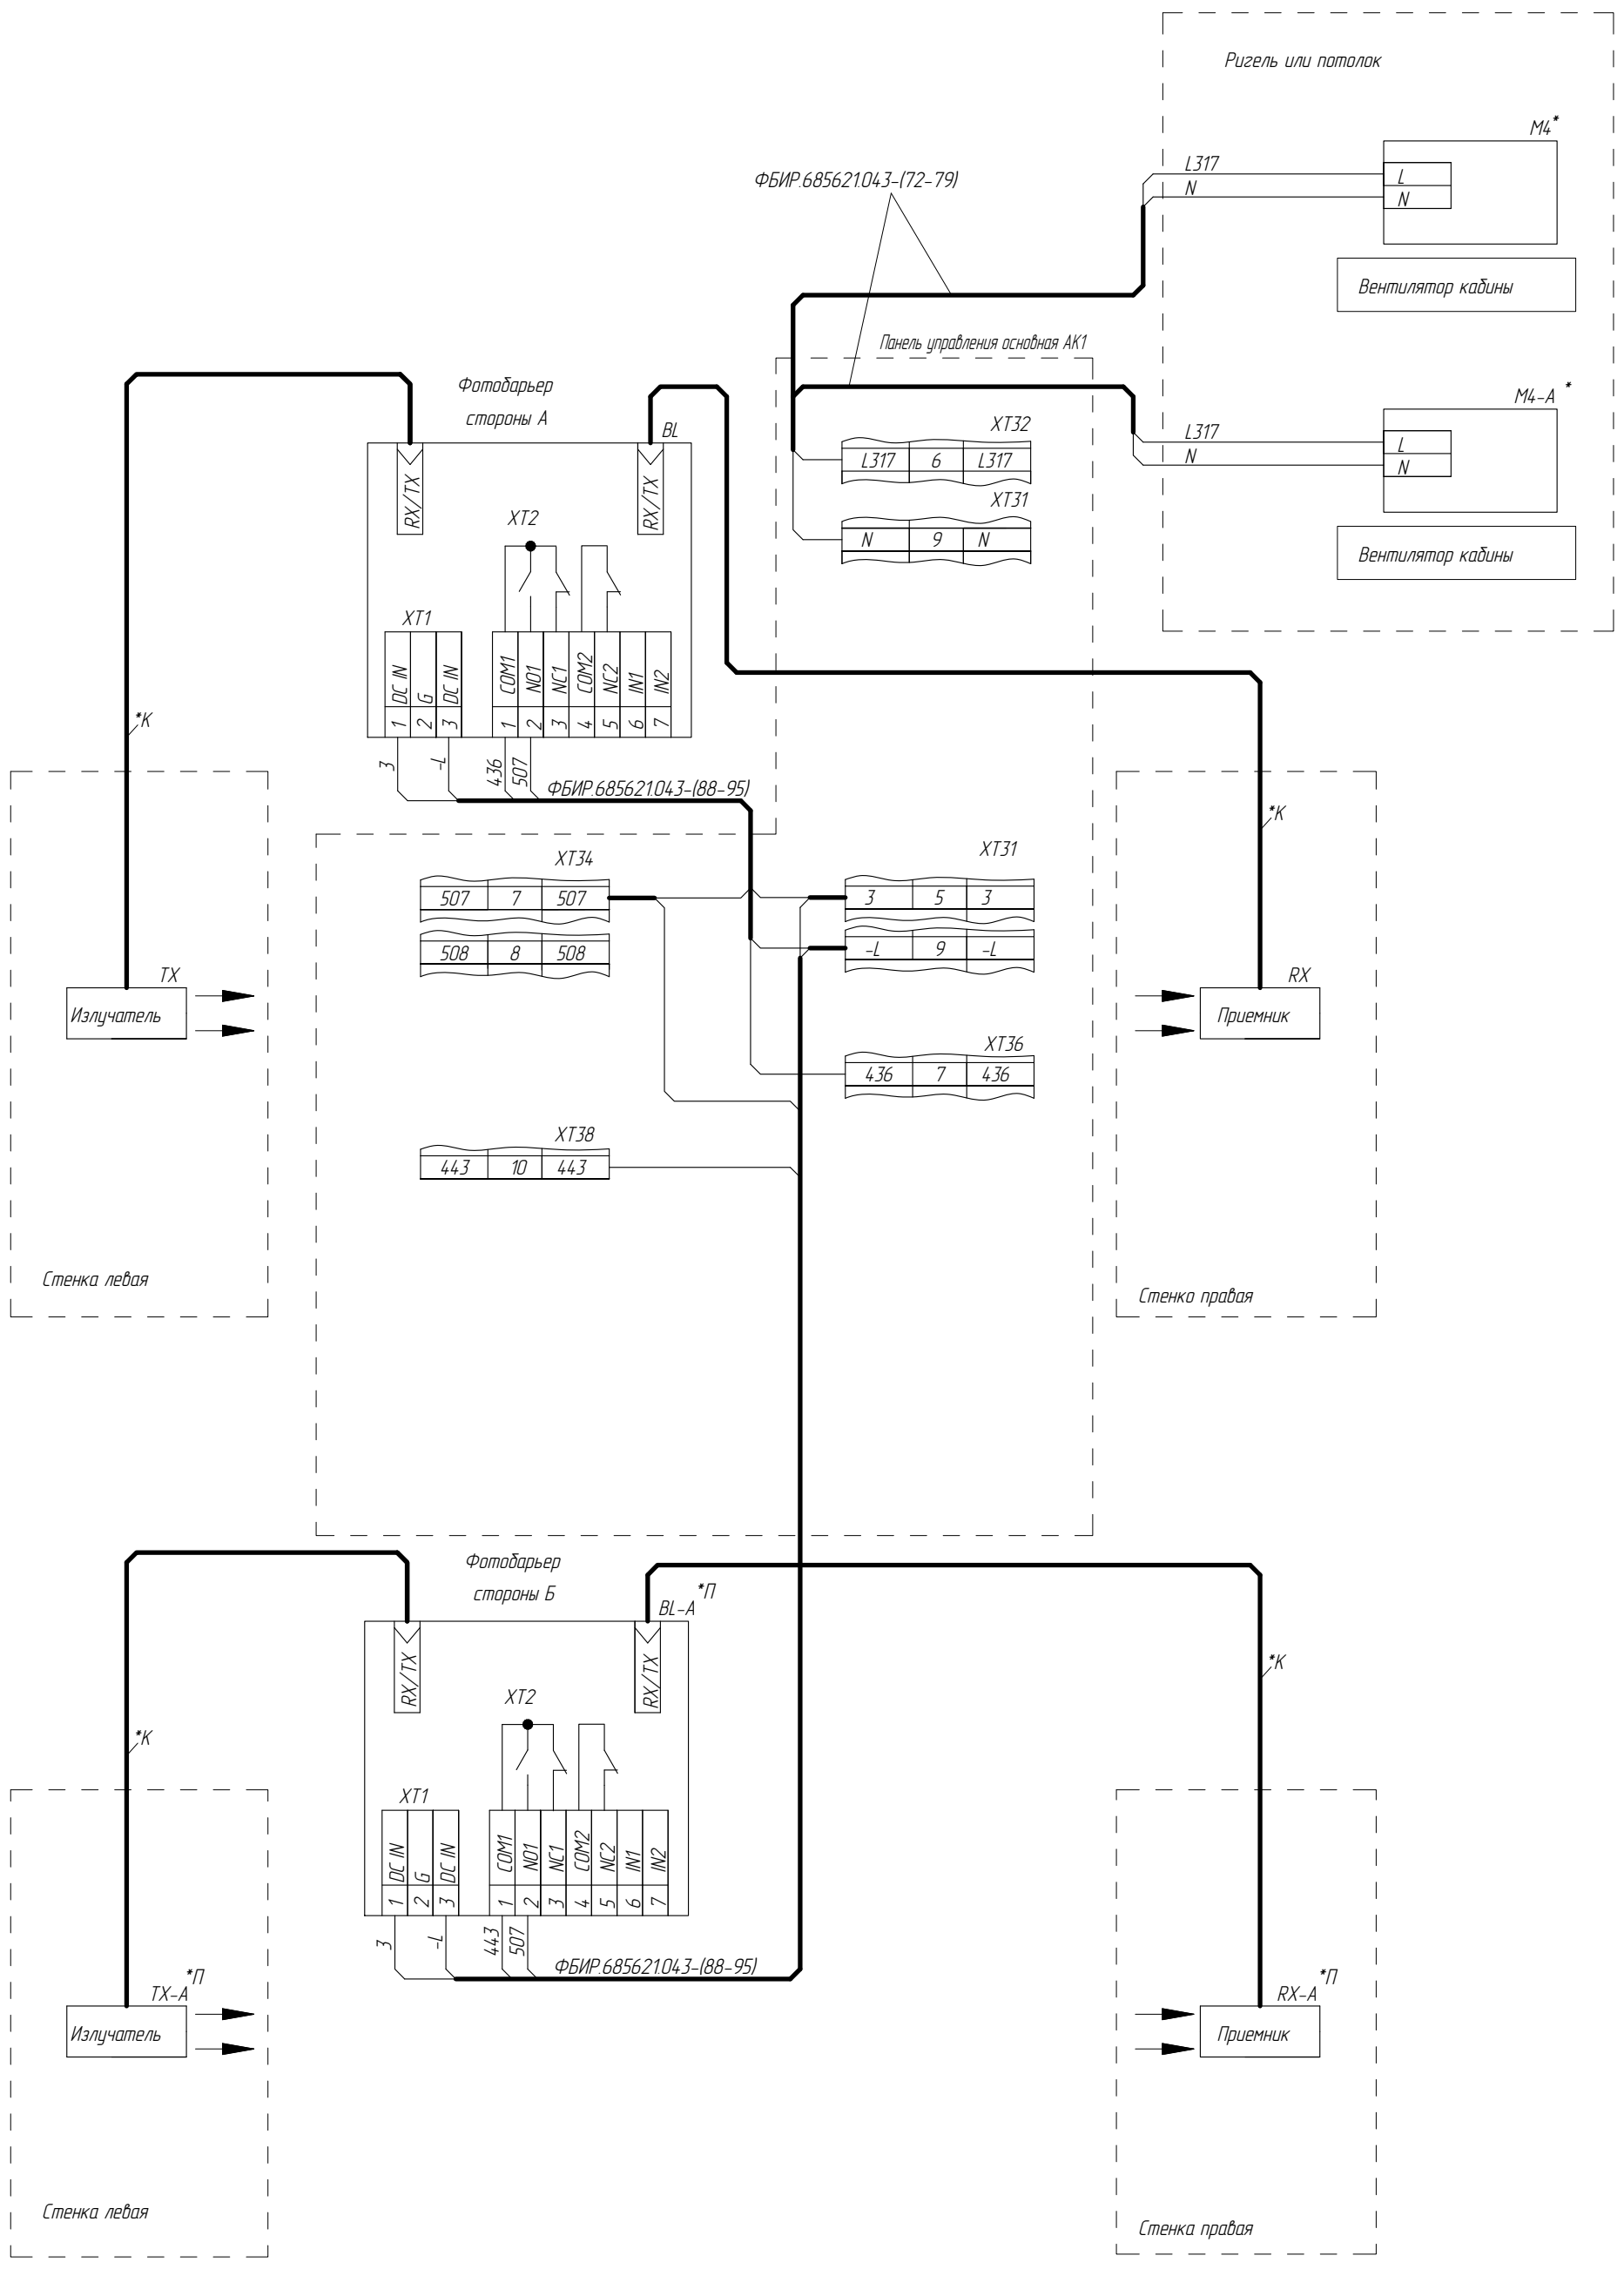 Ригель или потолок
М4*
L317
N
L
N
ФБИР.685621.043-(72-79)
Вентилятор кабины
Панель управления основная АК1
Фотобарьер
стороны А
BL
М4-А *
L317
N
L
N
XT32
L317 6 L317
XT31
N 9 N
Вентилятор кабины
RX/TX
RX/TX
XT2
XT1
DC IN
G
DC IN
COM1
NO1
NC1
COM2
NC2
IN1
IN2
1 2 3
1 2 3 4 5 6 7
*К
3
-L
436
507
ФБИР.685621.043-(88-95)
*К
XT34
507 7 507
508 8 508
XT31
3 5 3
-L 9 -L
TX
Излучатель
RX
Приемник
XT36
436 7 436
XT38
443 10 443
Стенка левая
Стенко правая
Фотобарьер
стороны Б
BL-A *П
RX/TX
RX/TX
*К
XT2
*К
XT1
DC IN
G
DC IN
COM1
NO1
NC1
COM2
NC2
IN1
IN2
1 2 3
1 2 3 4 5 6 7
3
-L
443
507
ФБИР.685621.043-(88-95)
TX-A *П
Излучатель
RX-A *П
Приемник
Стенка левая
Стенка правая